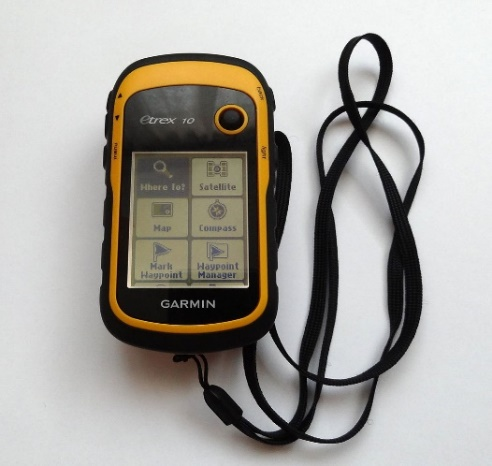 etrex 10
Where To?
Satellite
Map
Compass
Mark
Waypoint
Waypoint
Manager
GARMIN